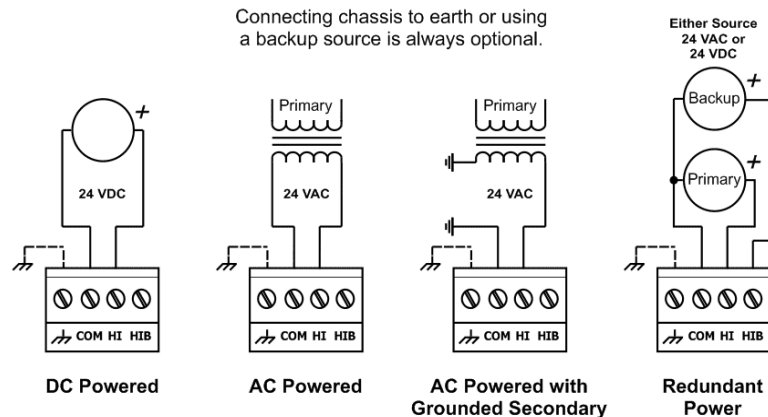 Connecting chassis to earth or using
a backup source is always optional.
Either Source
24 VAC or
24 VDC
+
24 VDC
Primary
24 VAC
Primary
24 VAC
+
Backup
+
Primary
COM HI HIB
COM HI HIB
COM HI HIB
COM HI HIB
DC Powered
AC Powered
AC Powered with
Grounded Secondary
Redundant
Power